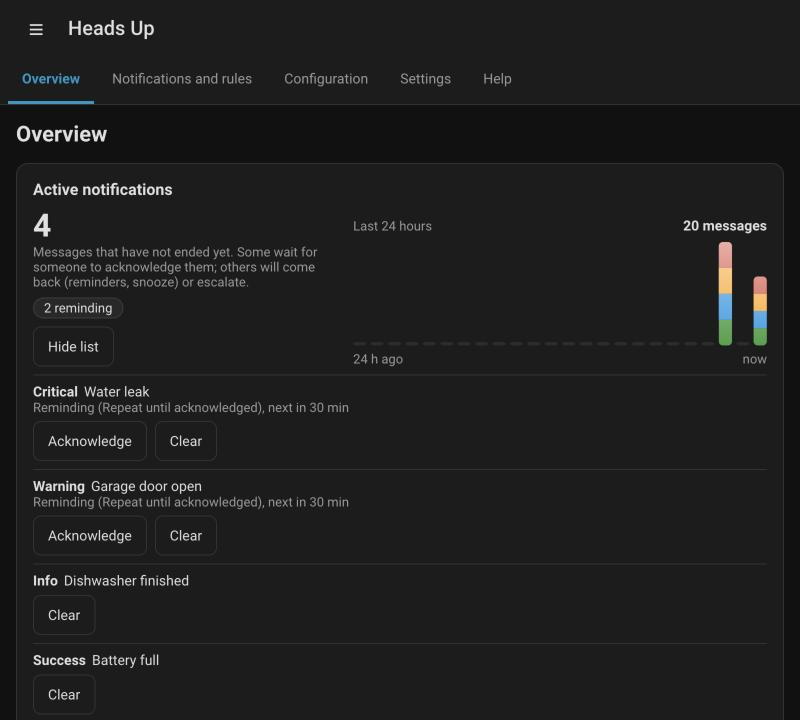 Heads Up
Overview
Notifications and rules
Configuration
Settings
Help
Overview
Active notifications
4
Messages that have not ended yet. Some wait for
someone to acknowledge them; others will come
back (reminders, snooze) or escalate.
2 reminding
Hide list
Last 24 hours
20 messages
24 h ago
now
Critical Water leak
Reminding (Repeat until acknowledged), next in 30 min
Acknowledge
Clear
Warning Garage door open
Reminding (Repeat until acknowledged), next in 30 min
Acknowledge
Clear
Info Dishwasher finished
Clear
Success Battery full
Clear